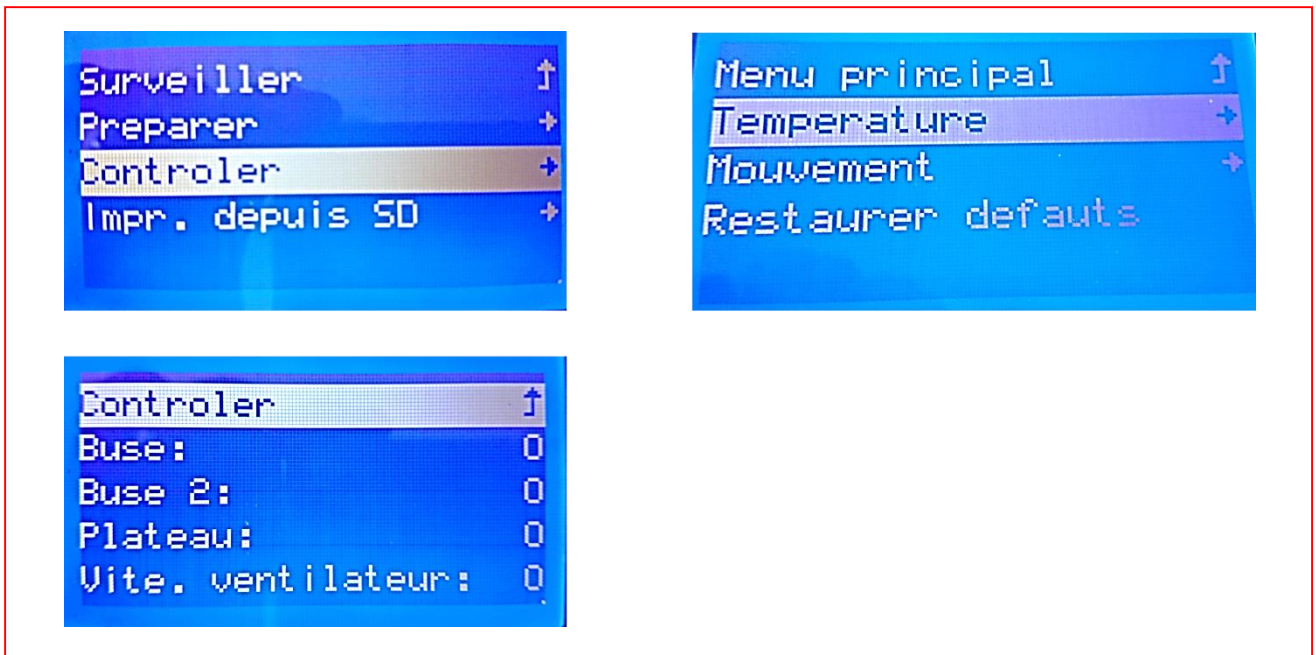 Surveiller
Preparer
Controler
Impr. depuis SD
Menu principal
Temperature
Mouvement
Restaurer defauts
Controler
Buse: 0
Buse 2: 0
Plateau: 0
Vite. ventilateur: 0